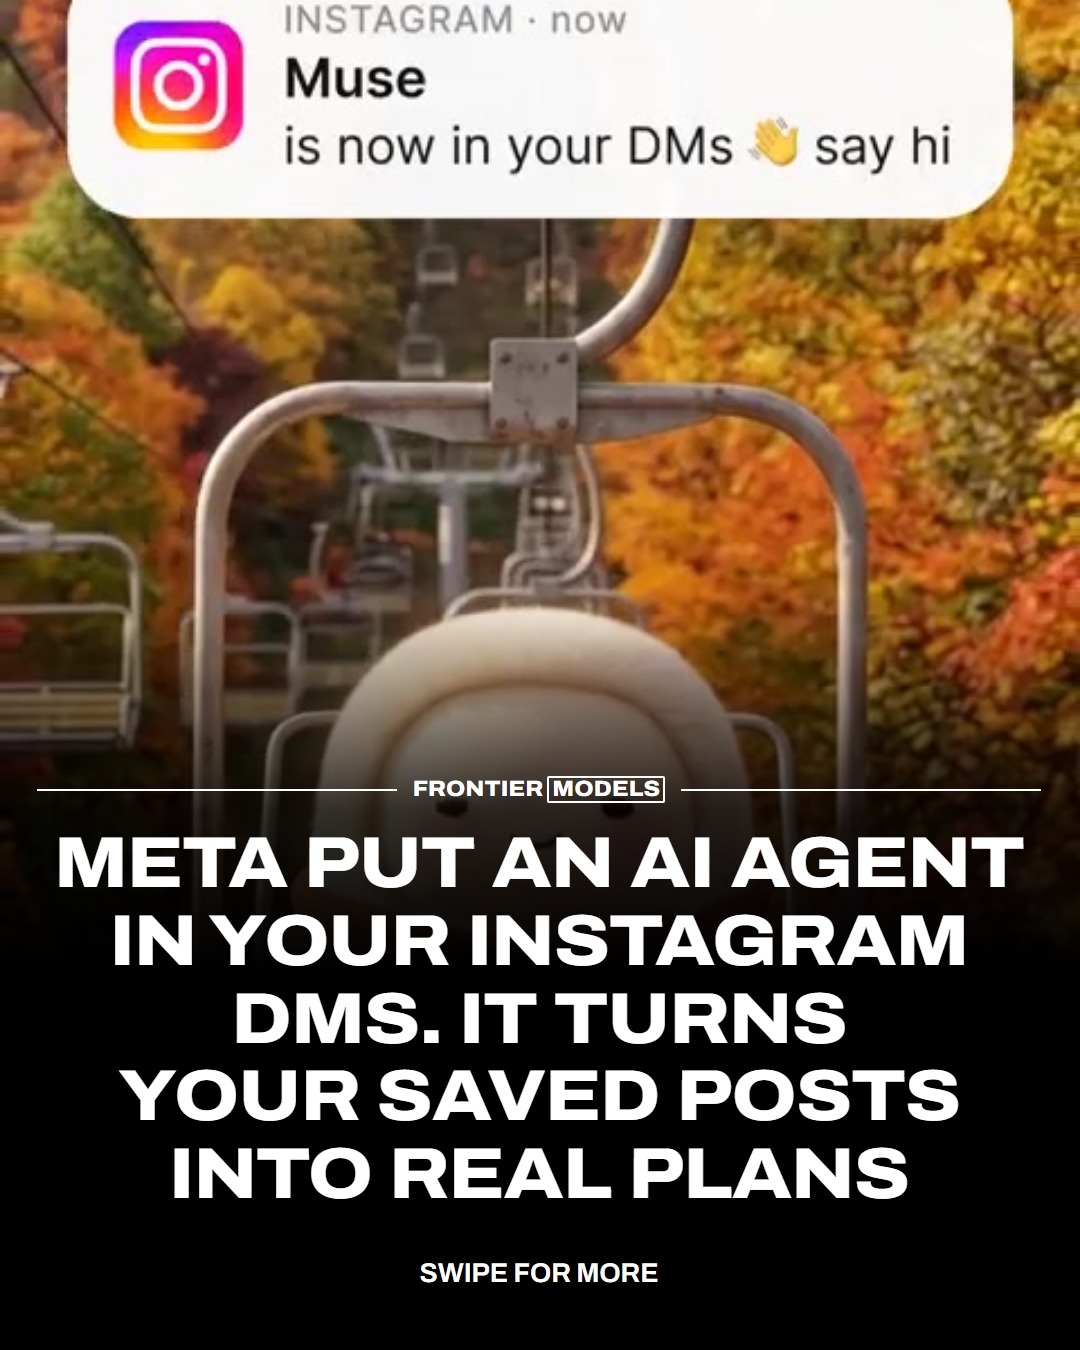 INSTAGRAM · now
Muse
is now in your DMs 👋 say hi
FRONTIER MODELS
META PUT AN AI AGENT
IN YOUR INSTAGRAM
DMS. IT TURNS
YOUR SAVED POSTS
INTO REAL PLANS
SWIPE FOR MORE